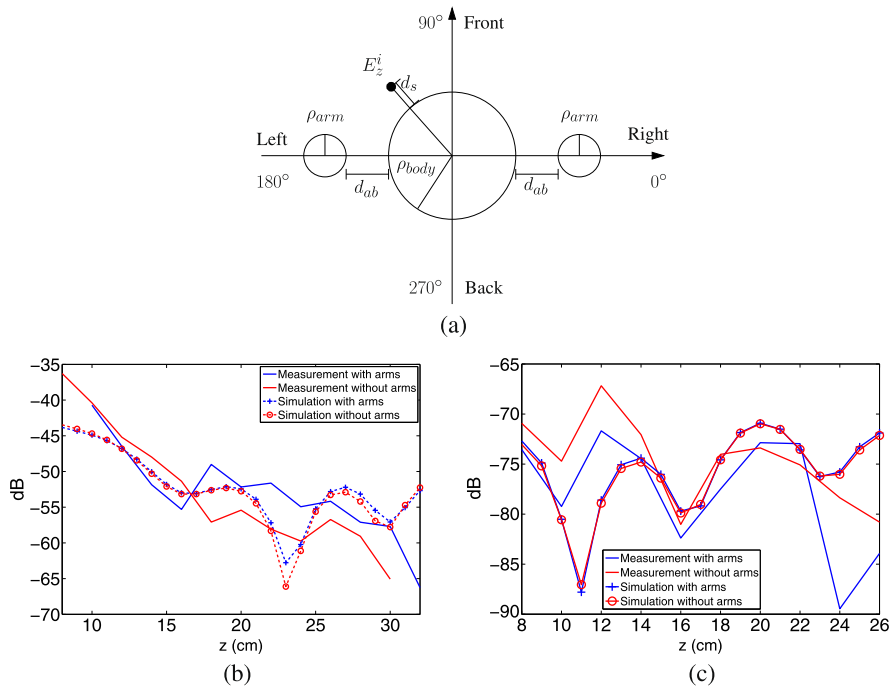 90° Front
E_z^i
d_s
ρ_arm
ρ_arm
Left
Right
ρ_body
180°
d_ab
d_ab
0°
270° Back
(a)
−35
−40
−45
−50
−55
−60
−65
−70
dB
10 15 20 25 30
z (cm)
Measurement with arms
Measurement without arms
Simulation with arms
Simulation without arms
(b)
−65
−70
−75
−80
−85
−90
dB
8 10 12 14 16 18 20 22 24 26
z (cm)
Measurement with arms
Measurement without arms
Simulation with arms
Simulation without arms
(c)